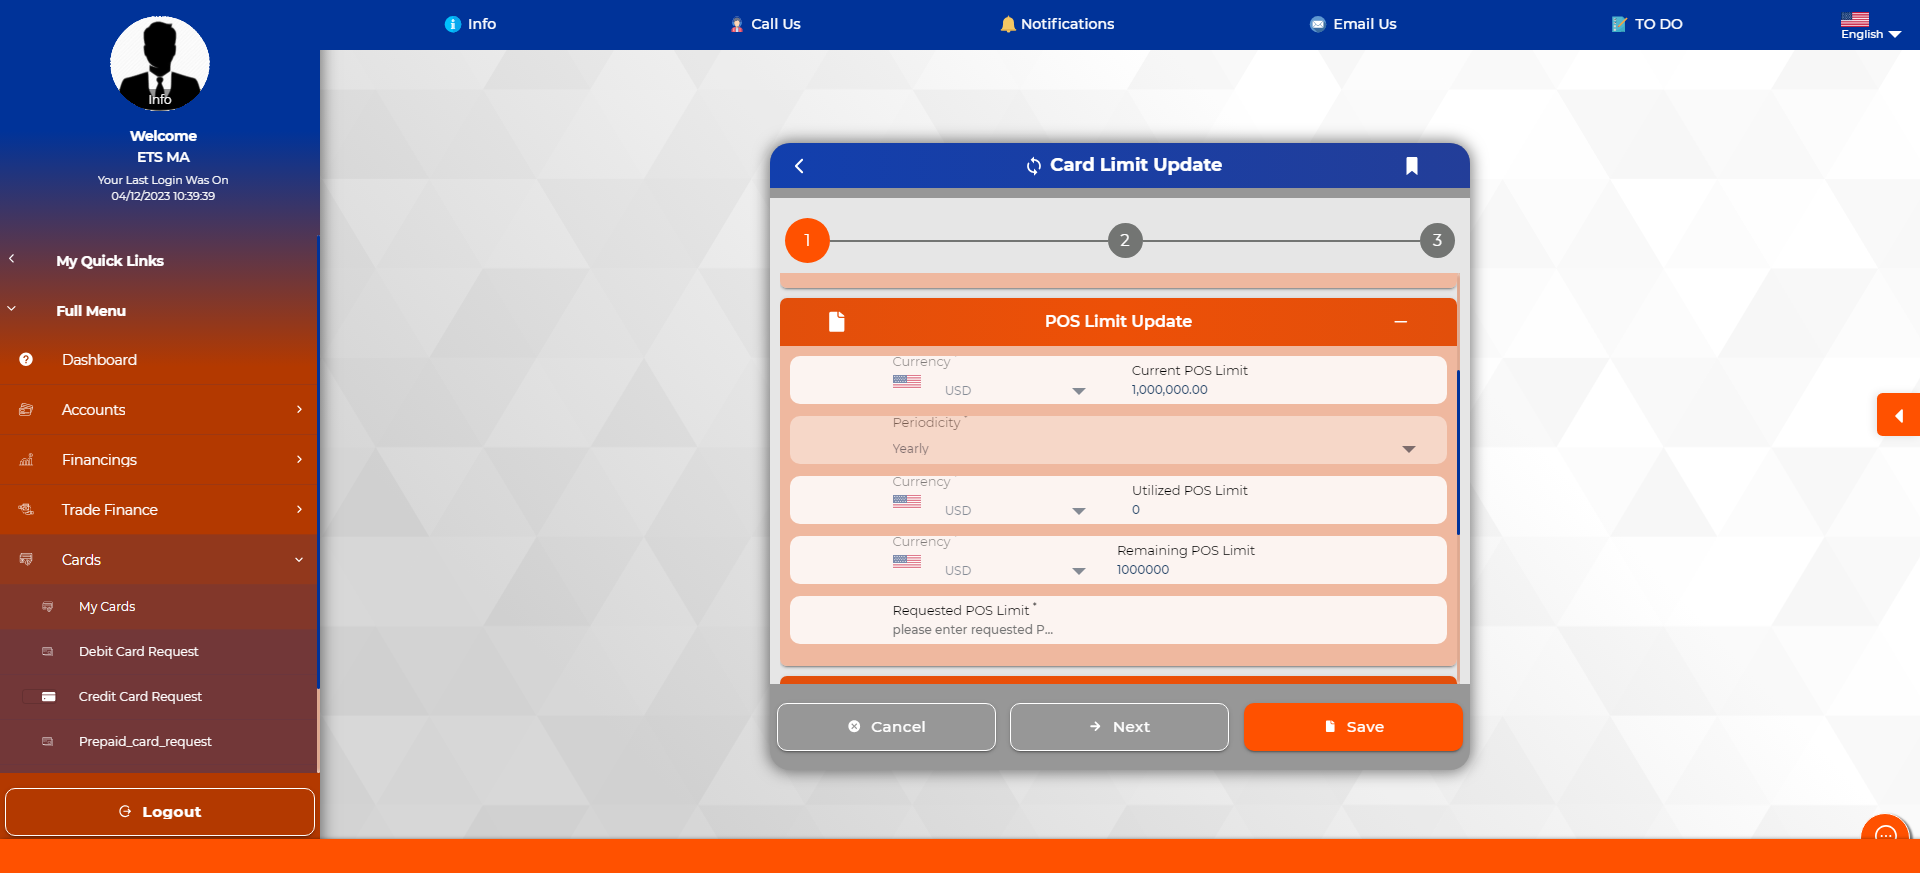 Info
Call Us
Notifications
Email Us
TO DO
English
Info
Welcome
ETS MA
Your Last Login Was On
04/12/2023 10:39:39
My Quick Links
Full Menu
Dashboard
Accounts
Financings
Trade Finance
Cards
My Cards
Debit Card Request
Credit Card Request
Prepaid_card_request
Logout
Card Limit Update
1
2
3
POS Limit Update
Currency
USD
Current POS Limit
1,000,000.00
Periodicity *
Yearly
Currency
USD
Utilized POS Limit
0
Currency
USD
Remaining POS Limit
1000000
Requested POS Limit *
please enter requested P...
Cancel
Next
Save